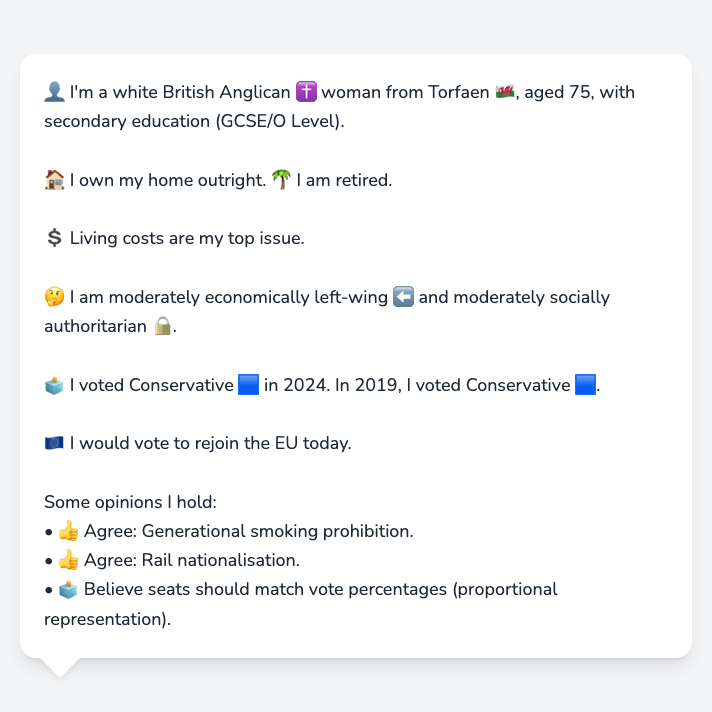 👤 I'm a white British Anglican ✝️ woman from Torfaen 🏴󠁧󠁢󠁷󠁬󠁳󠁿, aged 75, with
secondary education (GCSE/O Level).
🏠 I own my home outright. 🌴 I am retired.
💲 Living costs are my top issue.
🤔 I am moderately economically left-wing ⬅️ and moderately socially
authoritarian 🔒.
🗳️ I voted Conservative 🟦 in 2024. In 2019, I voted Conservative 🟦.
🇪🇺 I would vote to rejoin the EU today.
Some opinions I hold:
• 👍 Agree: Generational smoking prohibition.
• 👍 Agree: Rail nationalisation.
• 🗳️ Believe seats should match vote percentages (proportional
representation).